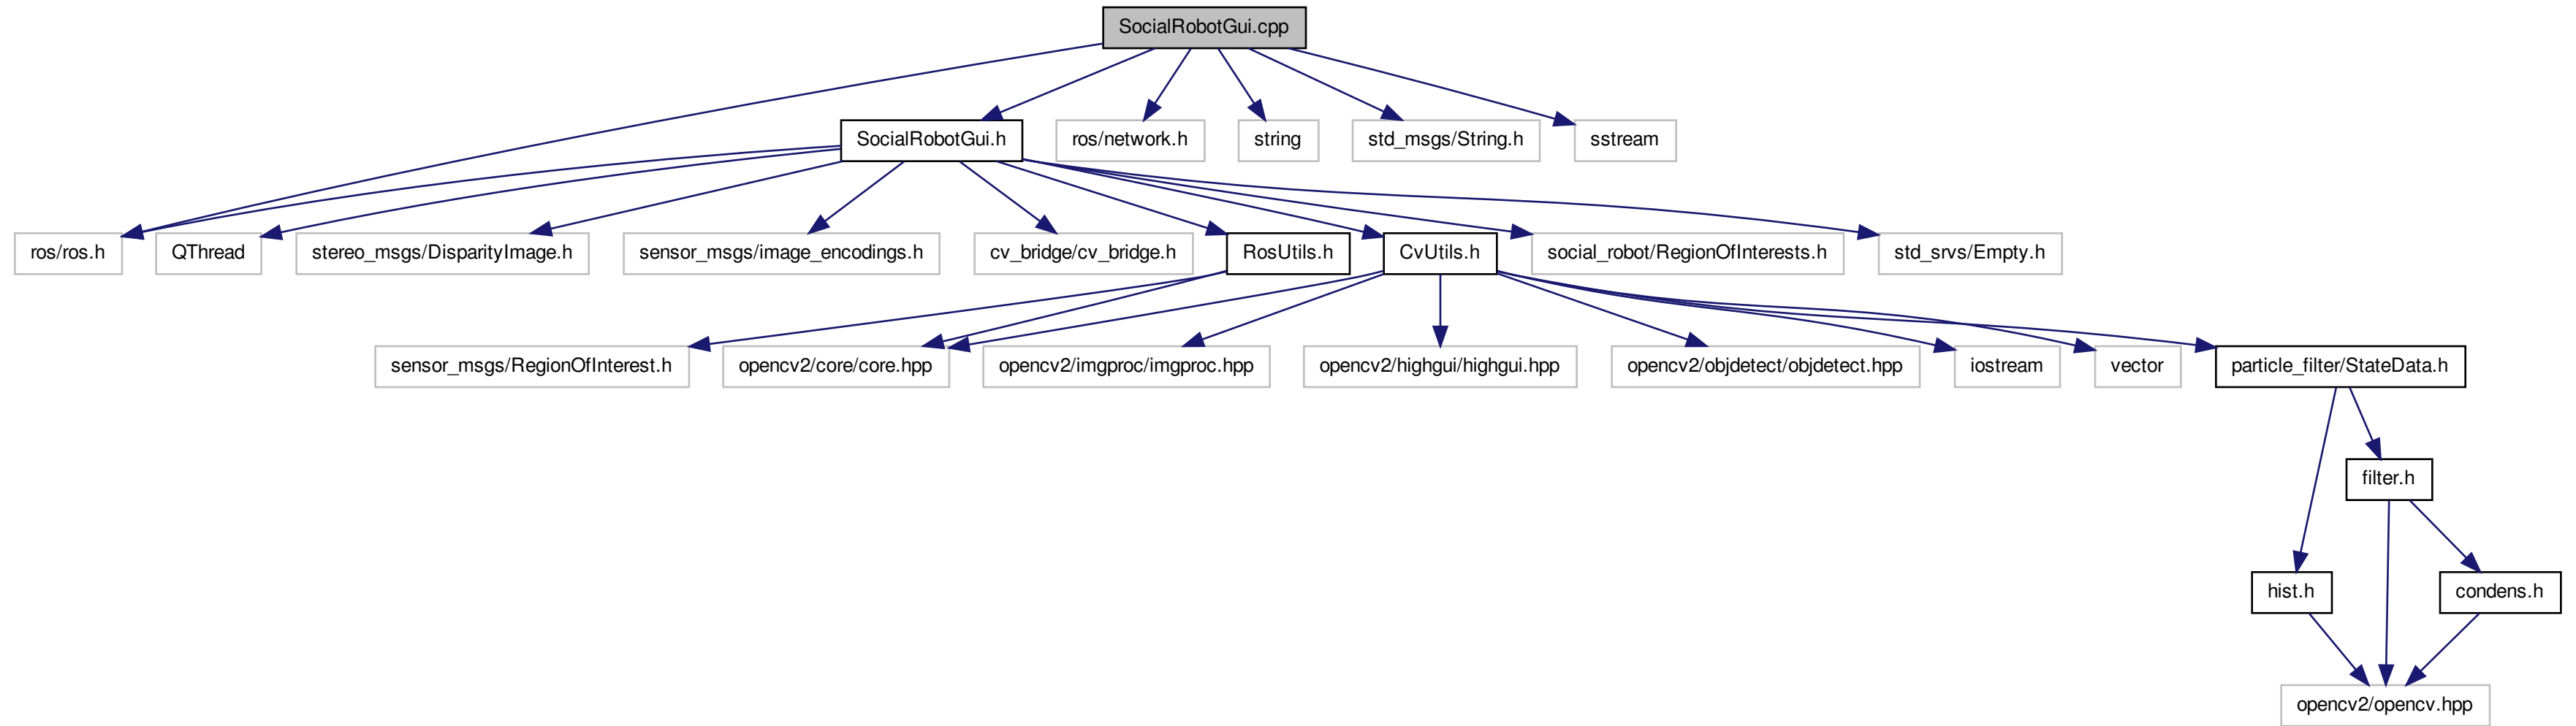 SocialRobotGui.cpp
SocialRobotGui.h
ros/network.h
string
std_msgs/String.h
sstream
ros/ros.h
QThread
stereo_msgs/DisparityImage.h
sensor_msgs/image_encodings.h
cv_bridge/cv_bridge.h
RosUtils.h
CvUtils.h
social_robot/RegionOfInterests.h
std_srvs/Empty.h
sensor_msgs/RegionOfInterest.h
opencv2/core/core.hpp
opencv2/imgproc/imgproc.hpp
opencv2/highgui/highgui.hpp
opencv2/objdetect/objdetect.hpp
iostream
vector
particle_filter/StateData.h
filter.h
hist.h
condens.h
opencv2/opencv.hpp